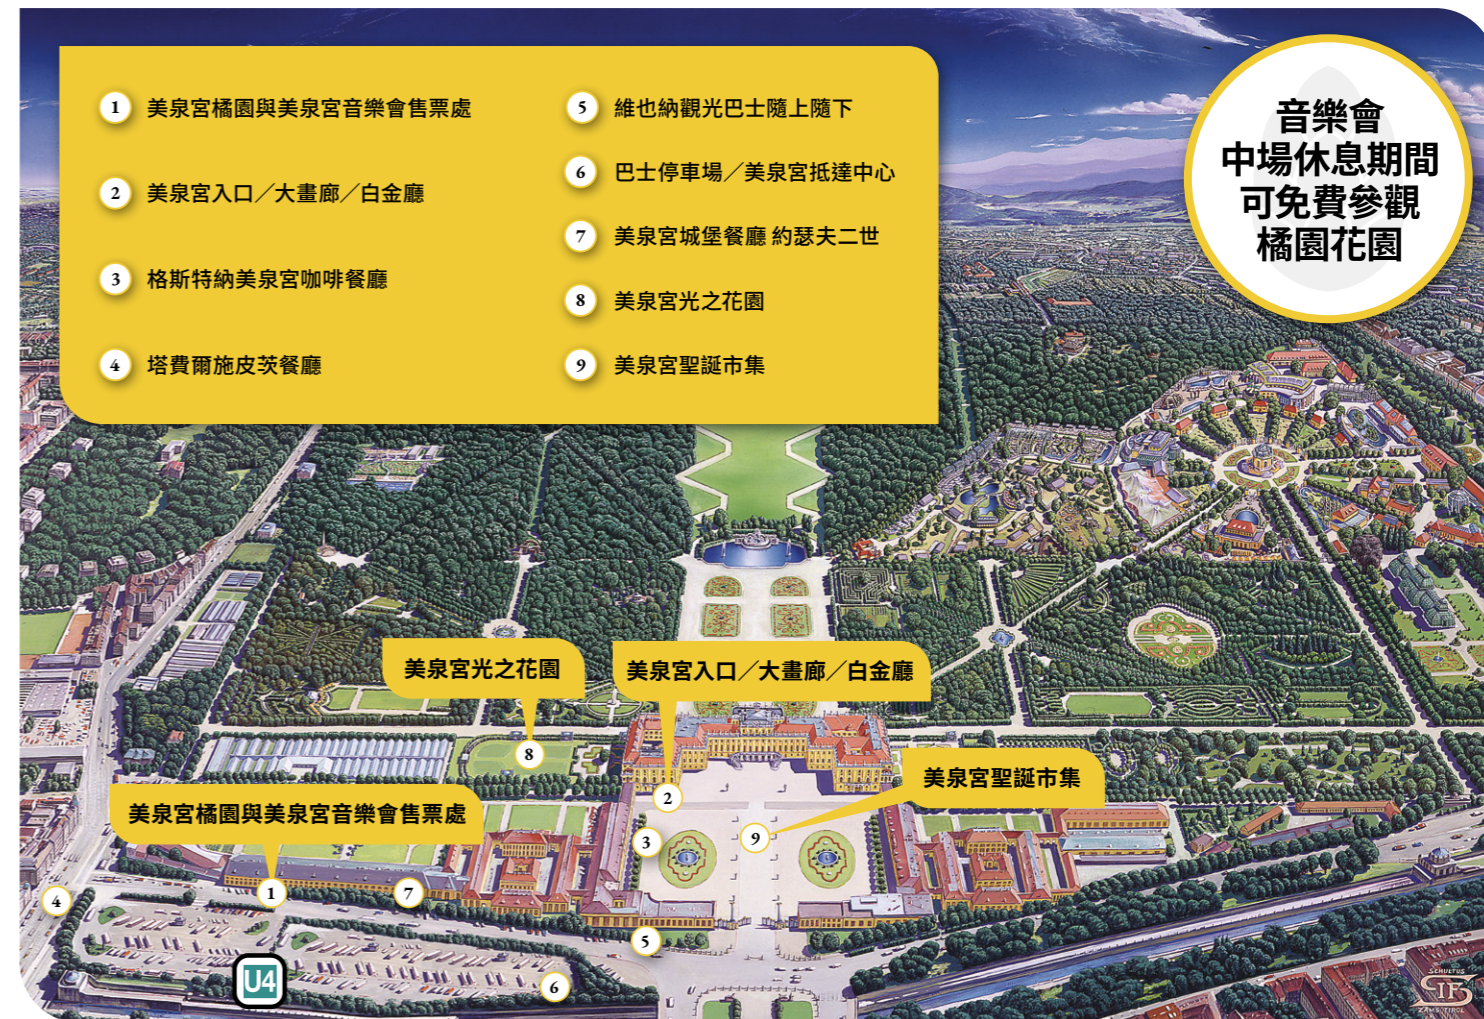 1 美泉宮橘園與美泉宮音樂會售票處
2 美泉宮入口／大畫廊／白金廳
3 格斯特納美泉宮咖啡餐廳
4 塔費爾施皮茨餐廳
5 維也納觀光巴士隨上隨下
6 巴士停車場／美泉宮抵達中心
7 美泉宮城堡餐廳 約瑟夫二世
8 美泉宮光之花園
9 美泉宮聖誕市集
音樂會
中場休息期間
可免費參觀
橘園花園
美泉宮光之花園
8
美泉宮入口／大畫廊／白金廳
2
美泉宮聖誕市集
9
美泉宮橘園與美泉宮音樂會售票處
1
3
7
4
5
U4
6
SCHULTUS
SIF
ZAMS/TIROL